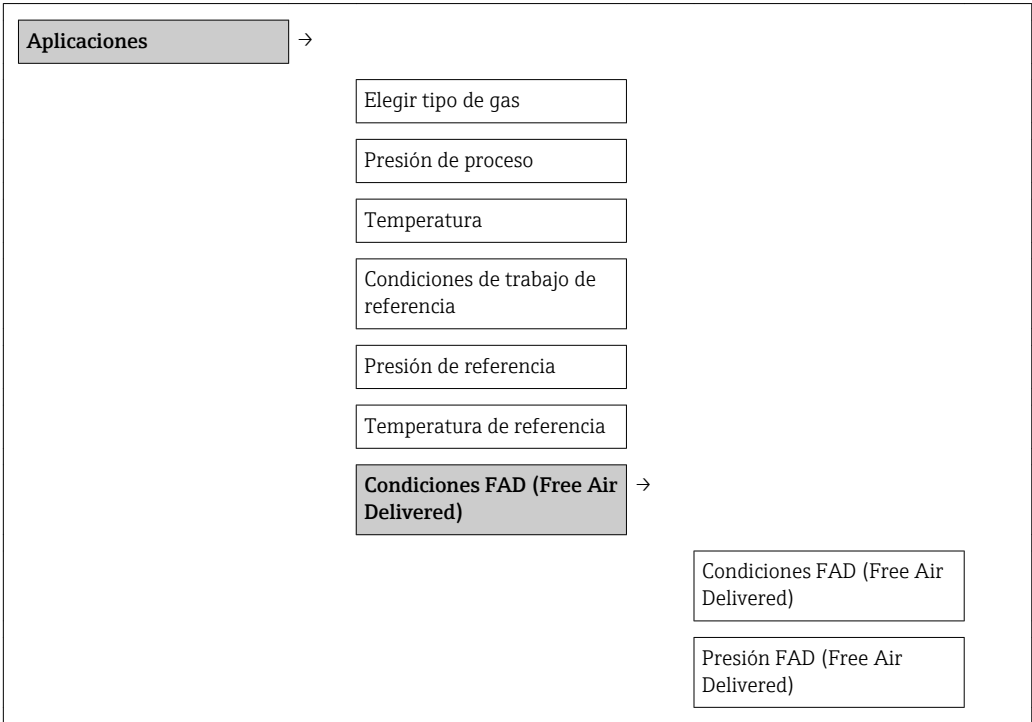 Aplicaciones →
Elegir tipo de gas
Presión de proceso
Temperatura
Condiciones de trabajo de
referencia
Presión de referencia
Temperatura de referencia
Condiciones FAD (Free Air →
Delivered)
Condiciones FAD (Free Air
Delivered)
Presión FAD (Free Air
Delivered)